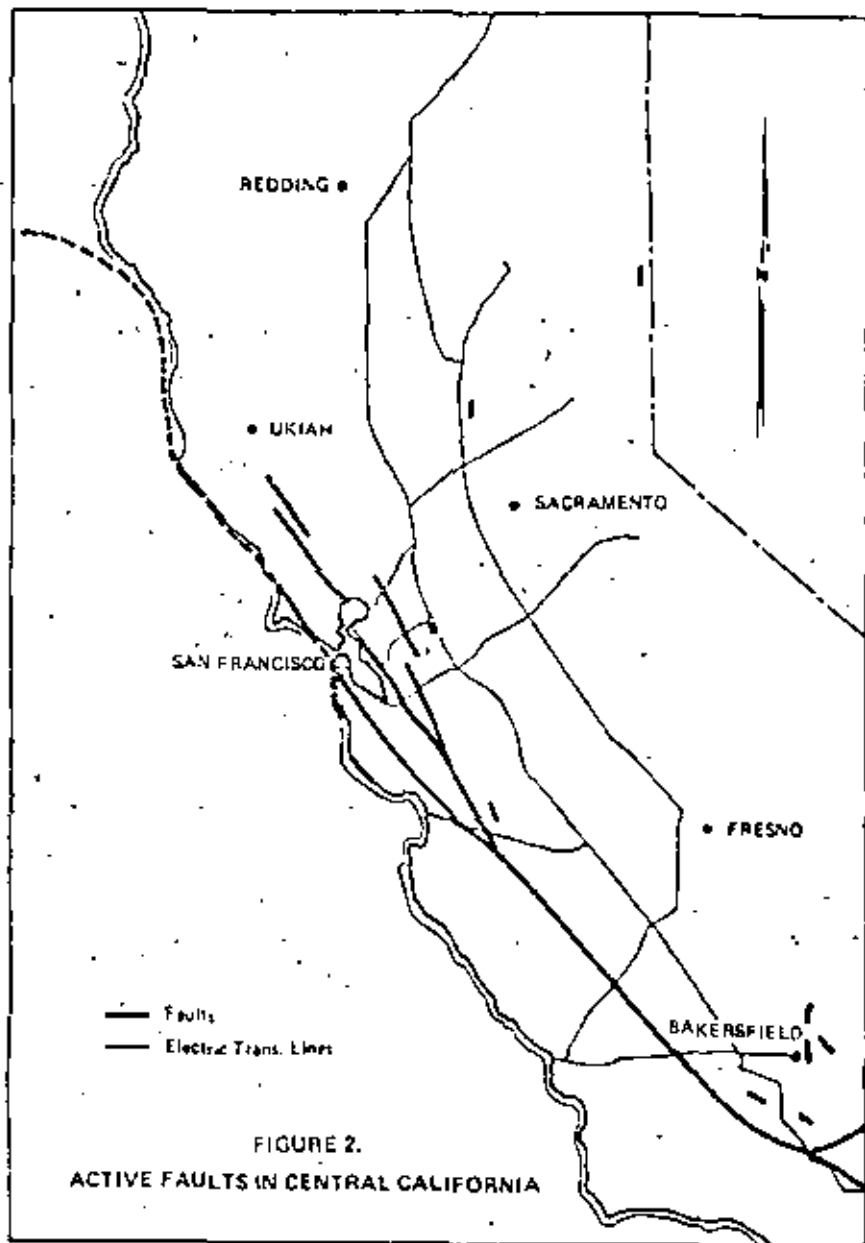 REDDING
UKIAH
SACRAMENTO
SAN FRANCISCO
FRESNO
Faults
BAKERSFIELD
Electric Trans. Lines
FIGURE 2.
ACTIVE FAULTS IN CENTRAL CALIFORNIA